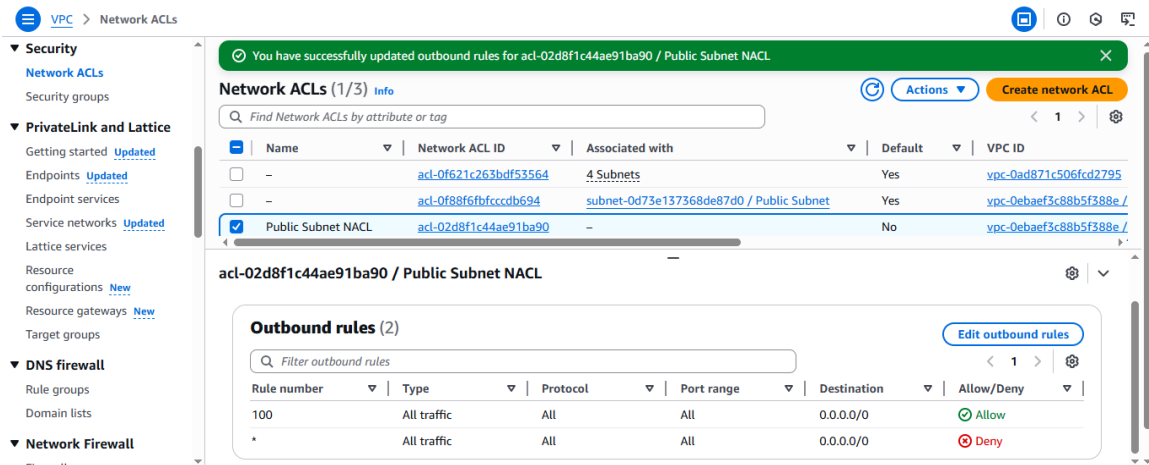 VPC > Network ACLs
Security
Network ACLs
Security groups
PrivateLink and Lattice
Getting started Updated
Endpoints Updated
Endpoint services
Service networks Updated
Lattice services
Resource
configurations New
Resource gateways New
Target groups
DNS firewall
Rule groups
Domain lists
Network Firewall
You have successfully updated outbound rules for acl-02d8f1c44ae91ba90 / Public Subnet NACL
Network ACLs (1/3) Info
Actions
Create network ACL
Find Network ACLs by attribute or tag
< 1 >
Name Network ACL ID Associated with Default VPC ID
– acl-0f621c263bdf53564 4 Subnets Yes vpc-0ad871c506fcd2795
– acl-0f88f6fbfcccdb694 subnet-0d73e137368de87d0 / Public Subnet Yes vpc-0ebaef3c88b5f388e /
Public Subnet NACL acl-02d8f1c44ae91ba90 – No vpc-0ebaef3c88b5f388e /
acl-02d8f1c44ae91ba90 / Public Subnet NACL
Outbound rules (2)
Edit outbound rules
Filter outbound rules
< 1 >
Rule number Type Protocol Port range Destination Allow/Deny
100 All traffic All All 0.0.0.0/0 Allow
* All traffic All All 0.0.0.0/0 Deny